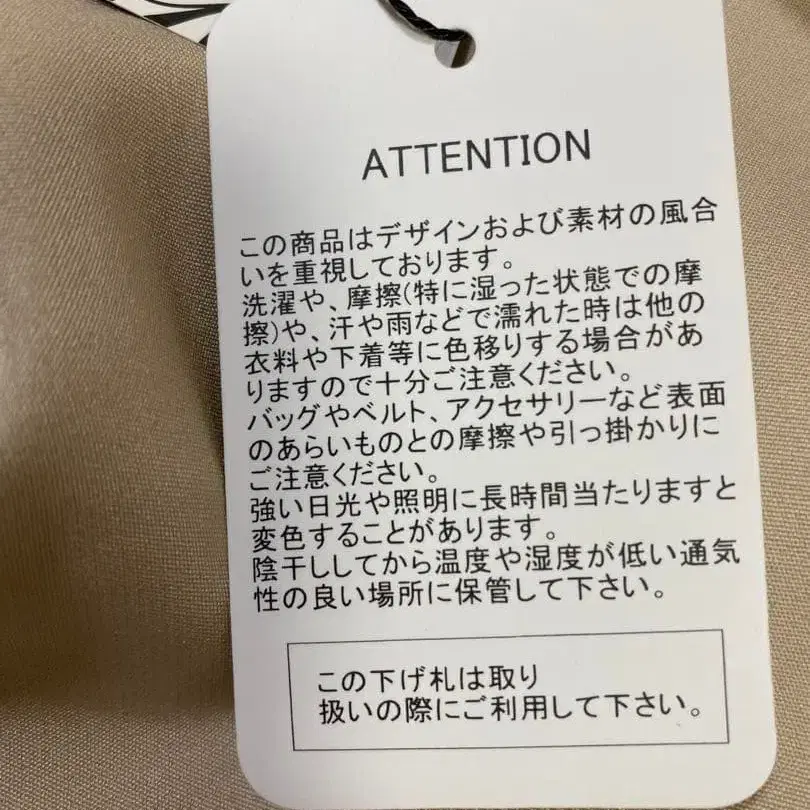 ATTENTION
この商品はデザインおよび素材の風合
いを重視しております。
洗濯や、摩擦(特に湿った状態での摩
擦)や、汗や雨などで濡れた時は他の
衣料や下着等に色移りする場合があ
りますので十分ご注意ください。
バッグやベルト、アクセサリーなど表面
のあらいものとの摩擦や引っ掛かりに
ご注意ください。
強い日光や照明に長時間当たりますと
変色することがあります。
陰干ししてから温度や湿度が低い通気
性の良い場所に保管して下さい。
この下げ札は取り
扱いの際にご利用して下さい。